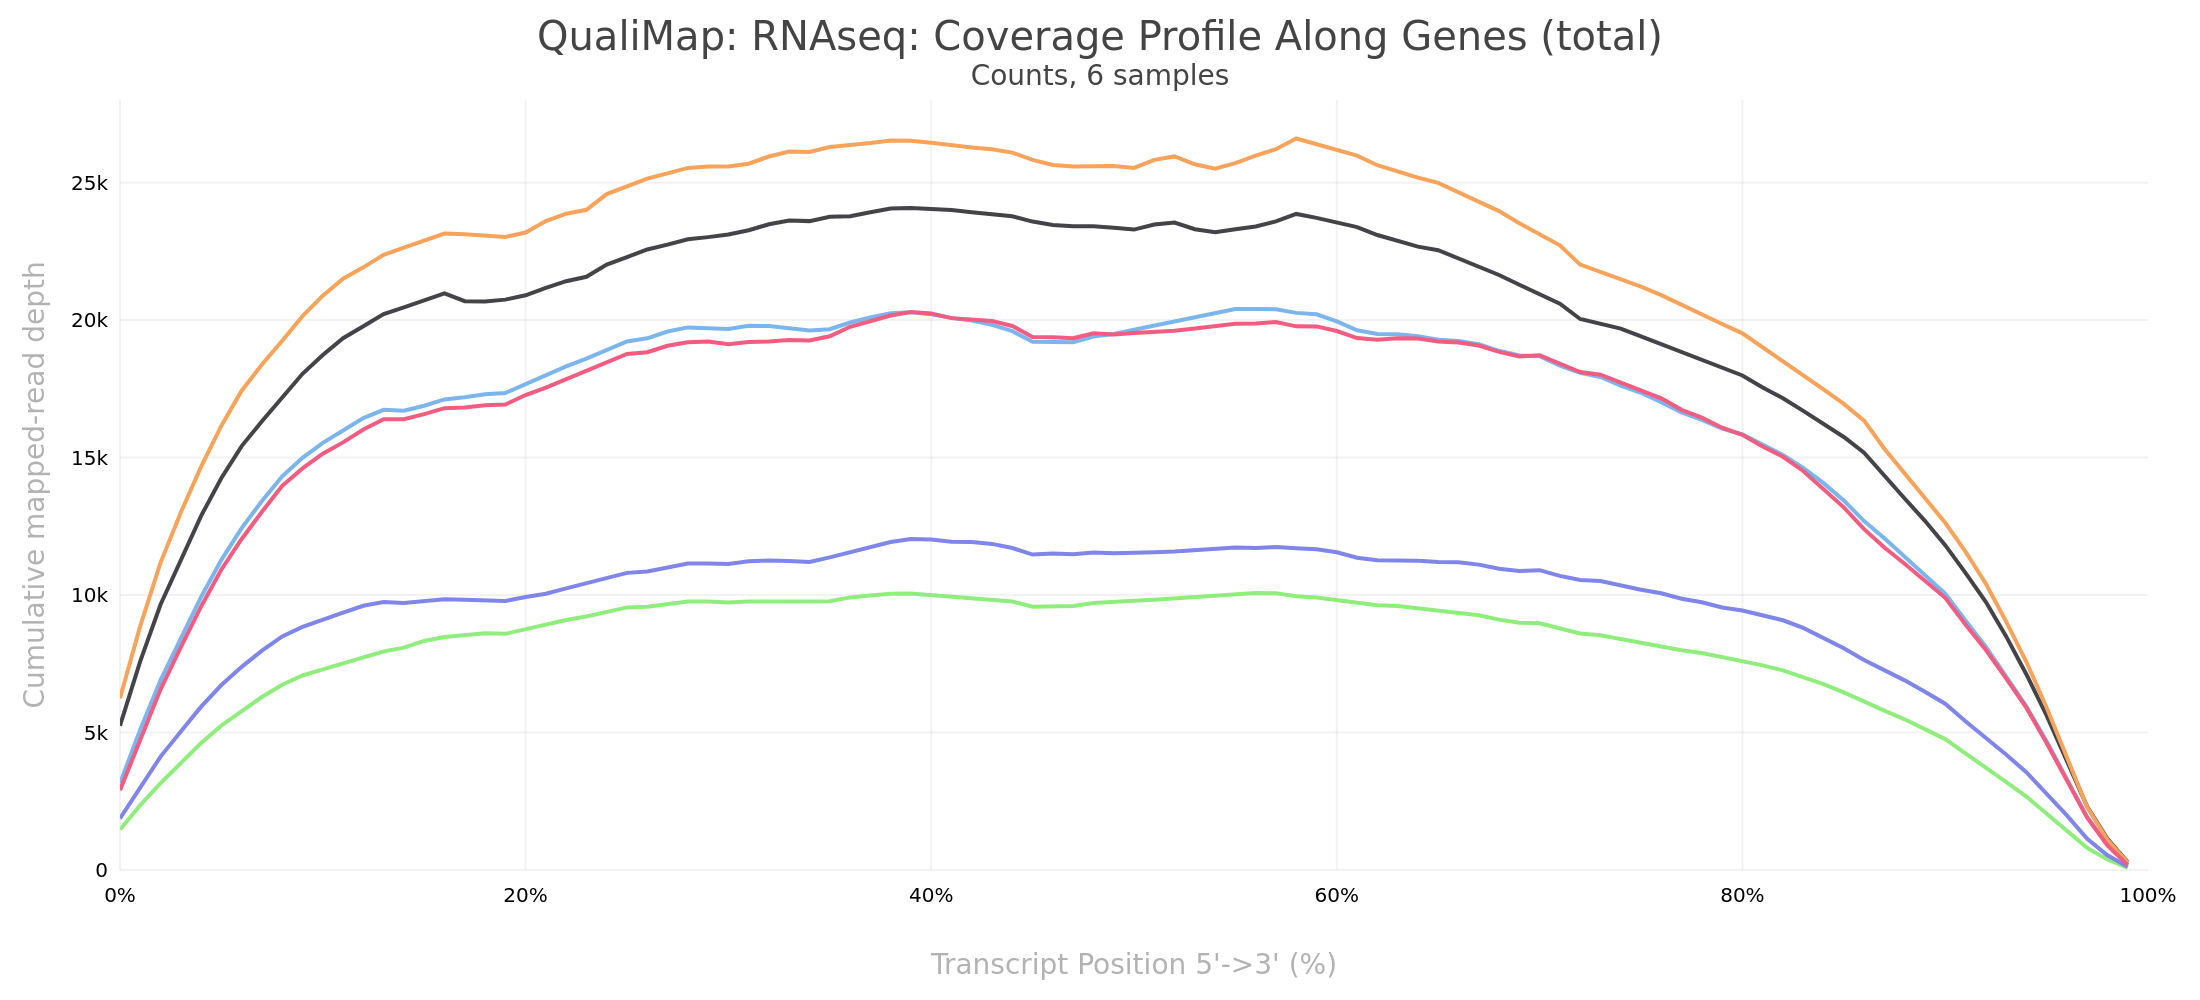 QualiMap: RNAseq: Coverage Profile Along Genes (total)
Counts, 6 samples
Cumulative mapped-read depth
25k
20k
15k
10k
5k
0
0% 20% 40% 60% 80% 100%
Transcript Position 5'->3' (%)